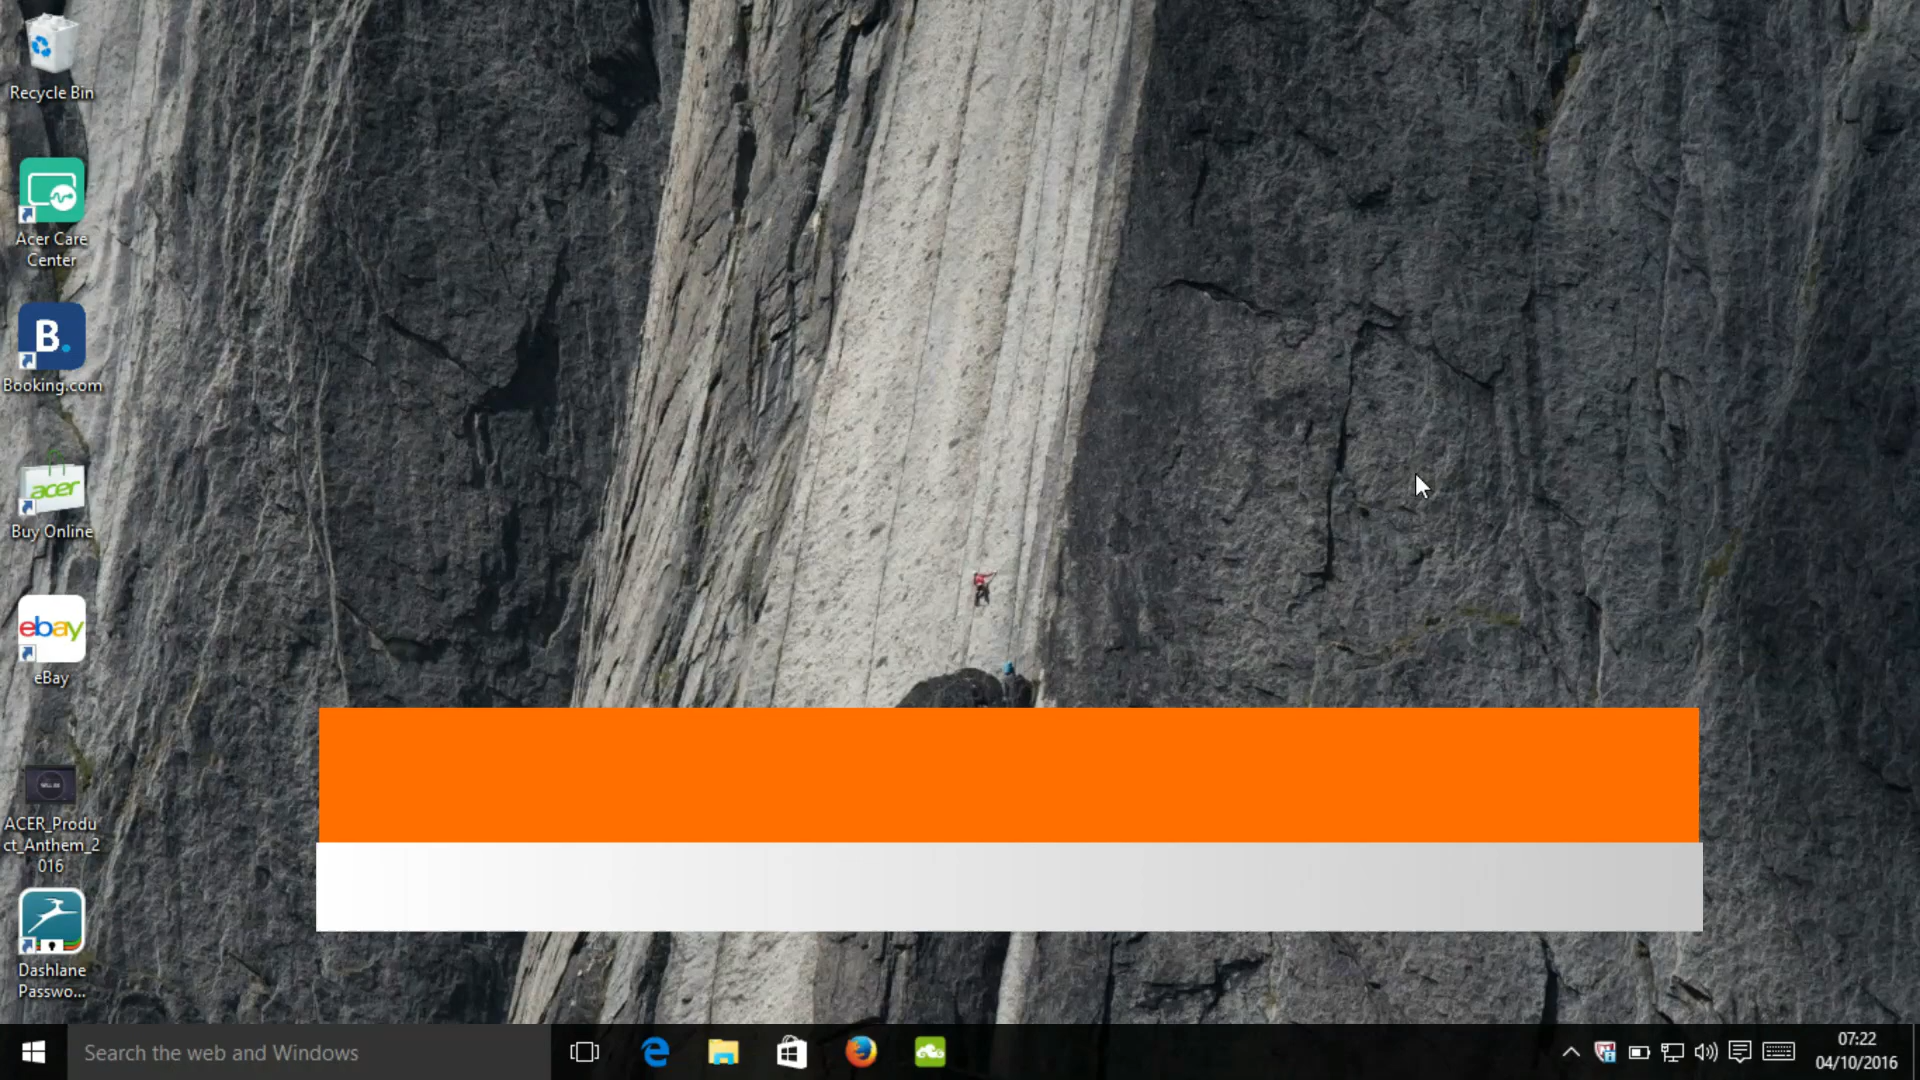 Recycle Bin
Acer Care
Center
B.
Booking.com
acer
Buy Online
ebay
eBay
ACER_Produ
ct_Anthem_2
016
Dashlane
Passwo...
Search the web and Windows
07:22
04/10/2016